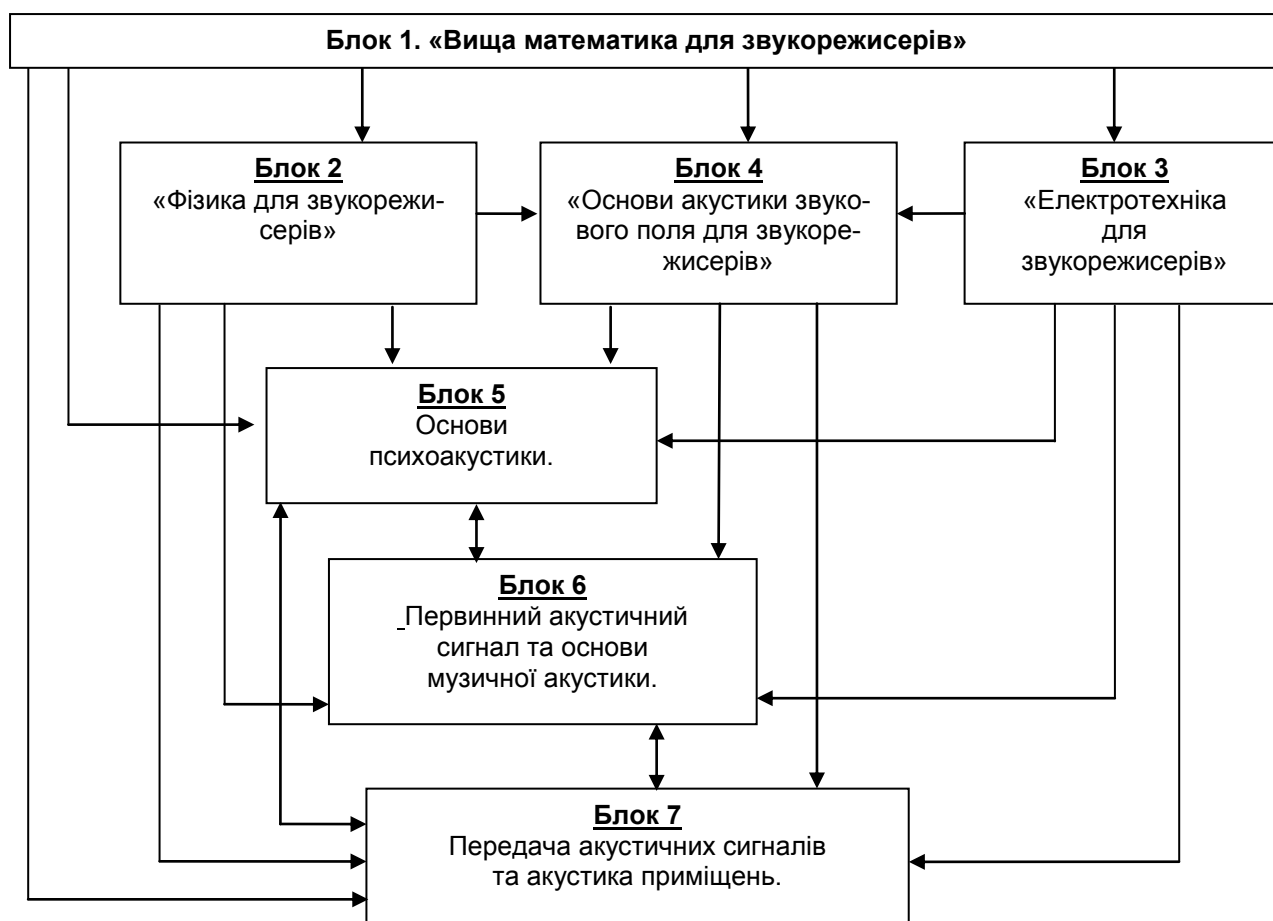 Блок 1. «Вища математика для звукорежисерів»
Блок 2
«Фізика для звукорежи-
серів»
Блок 4
«Основи акустики звуко-
вого поля для звукоре-
жисерів»
Блок 3
«Електротехніка
для
звукорежисерів»
Блок 5
Основи
психоакустики.
Блок 6
Первинний акустичний
сигнал та основи
музичної акустики.
Блок 7
Передача акустичних сигналів
та акустика приміщень.